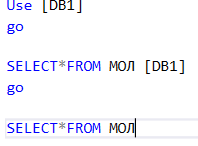 Use [DB1]
go
SELECT*FROM МОЛ [DB1]
go
SELECT*FROM МОЛ